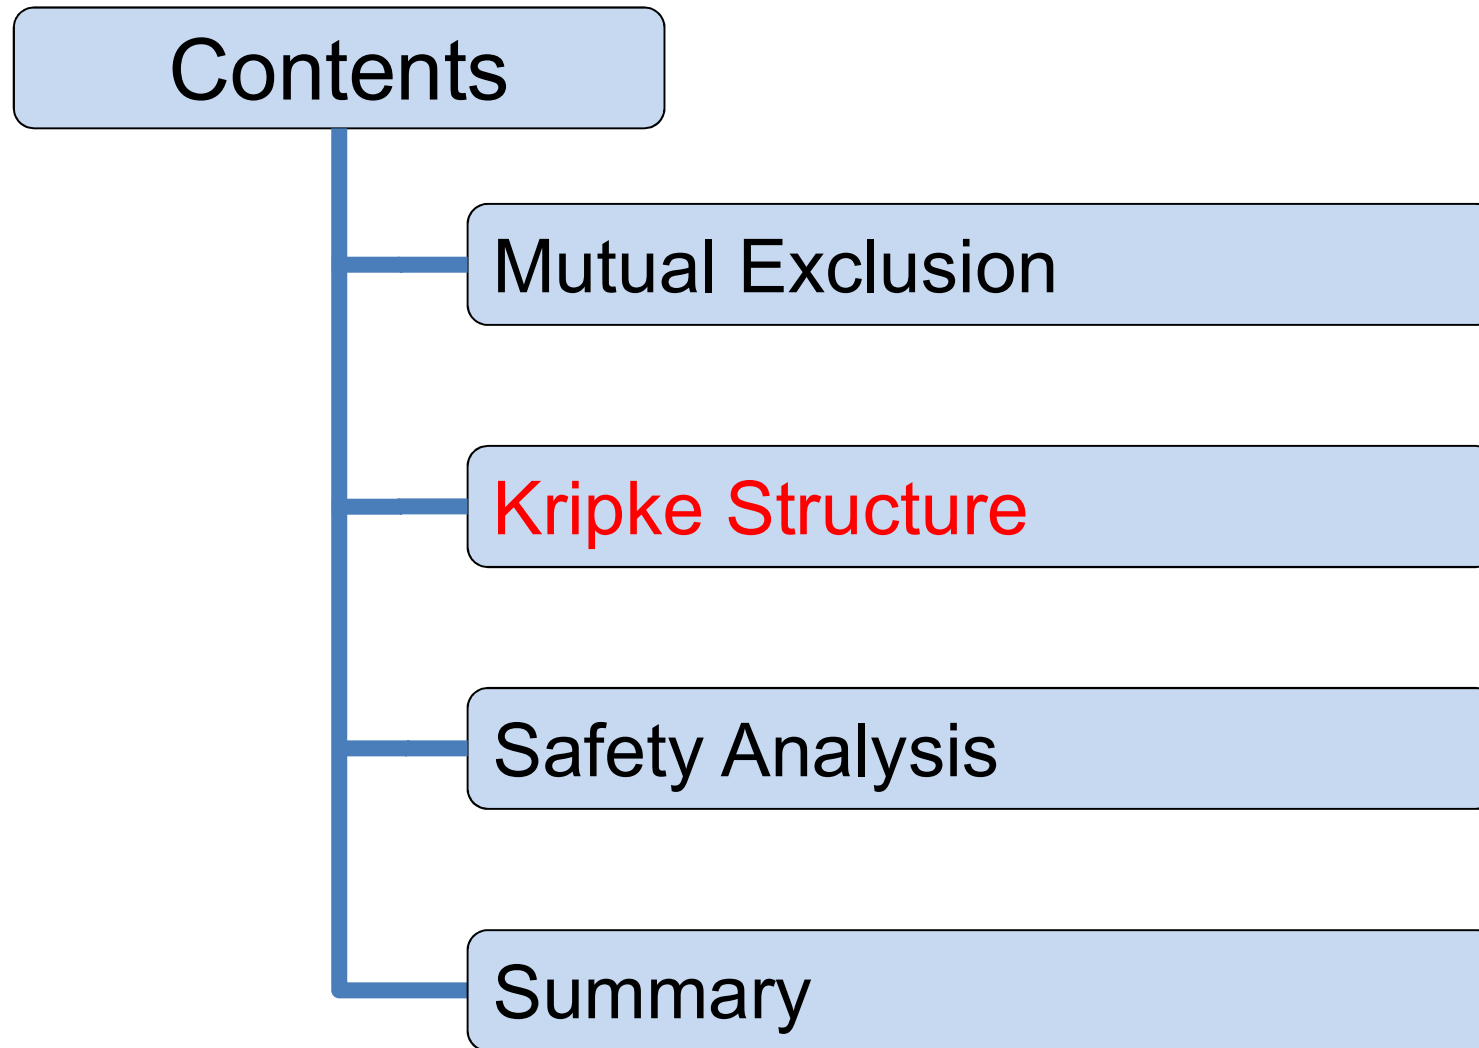 Contents
Mutual Exclusion
Kripke Structure
Safety Analysis
Summary